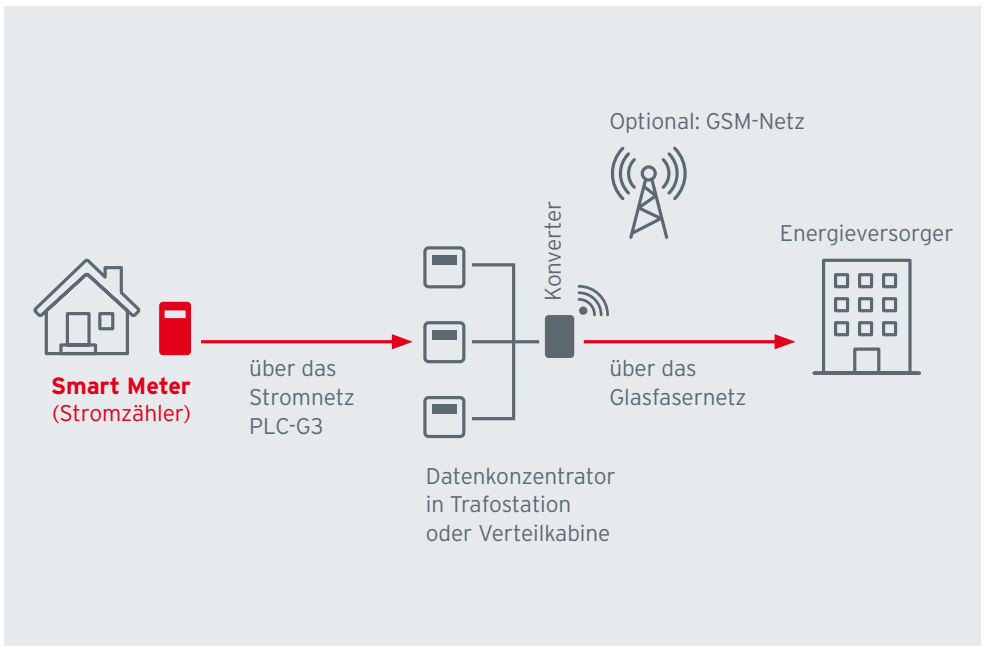 Optional: GSM-Netz
Energieversorger
Konverter
Smart Meter
(Stromzähler)
über das
Stromnetz
PLC-G3
über das
Glasfasernetz
Datenkonzentrator
in Trafostation
oder Verteilkabine